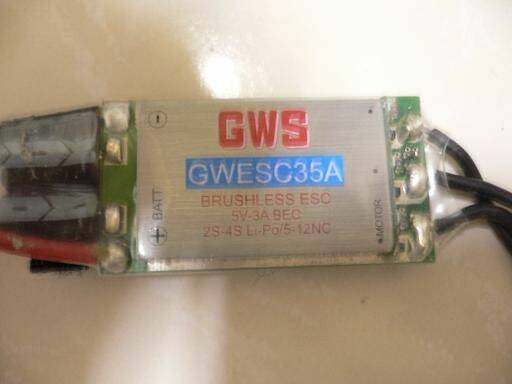 GWS
GWESC35A
BRUSHLESS ESC
5V-3A BEC
2S-4S Li-Po/5-12NC
- BATT +
MOTOR